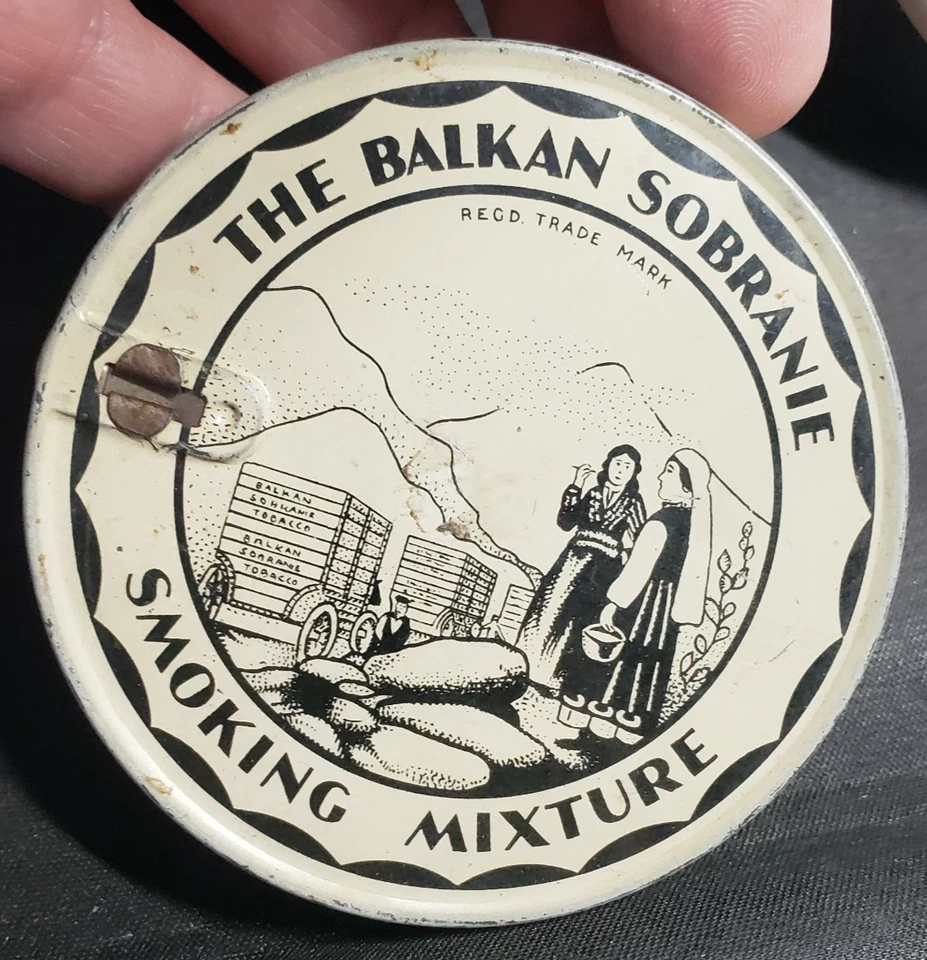 THE BALKAN SOBRANIE
REGD. TRADE MARK
BALKAN
SOBRANIE
TOBACCO
BALKAN
SOBRANIE
TOBACCO
SMOKING MIXTURE